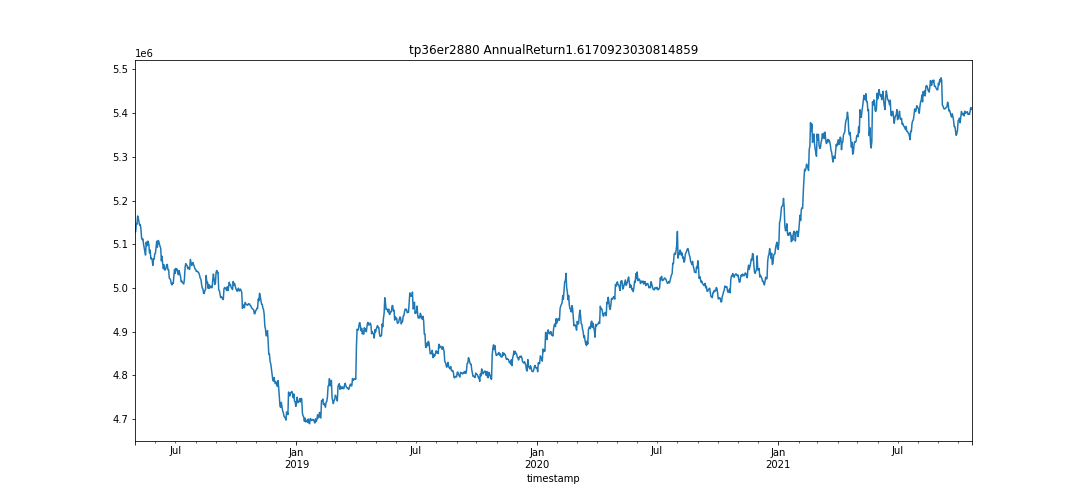 tp36er2880 AnnualReturn1.6170923030814859
1e6
5.5
5.4
5.3
5.2
5.1
5.0
4.9
4.8
4.7
Jul Jan Jul Jan Jul Jan Jul
2019 2020 2021
timestamp